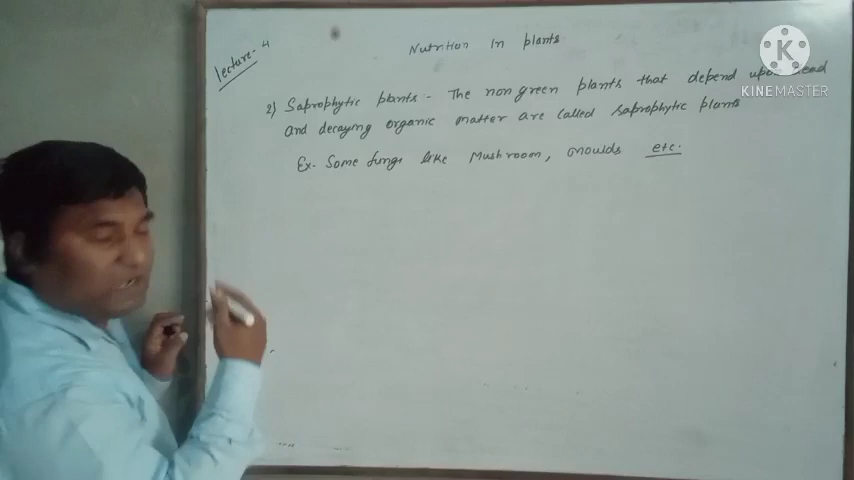 Lecture-4
Nutrition In plants
2) Saprophytic plants - The non green plants that depend upon dead
and decaying organic matter are called saprophytic plants
Ex- Some fungi like Mushroom, moulds etc.
K
KINEMASTER